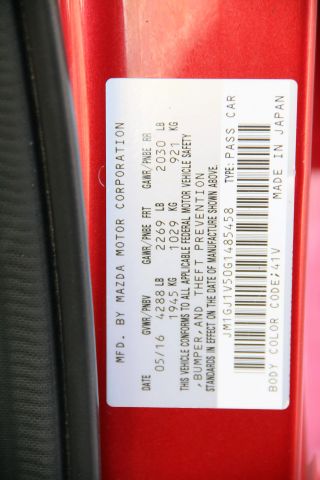 MFD. BY MAZDA MOTOR CORPORATION
DATE GVWR/PNBV GAWR/PNBE FRT GAWR/PNBE RR
05/16 4288 LB 2269 LB 2030 LB
1945 KG 1029 KG 921 KG
THIS VEHICLE CONFORMS TO ALL APPLICABLE FEDERAL MOTOR VEHICLE SAFETY
,BUMPER,AND THEFT PREVENTION
STANDARDS IN EFFECT ON THE DATE OF MANUFACTURE SHOWN ABOVE.
JM1GJ1V50G1485458 TYPE: PASS CAR
BODY COLOR CODE;41V MADE IN JAPAN